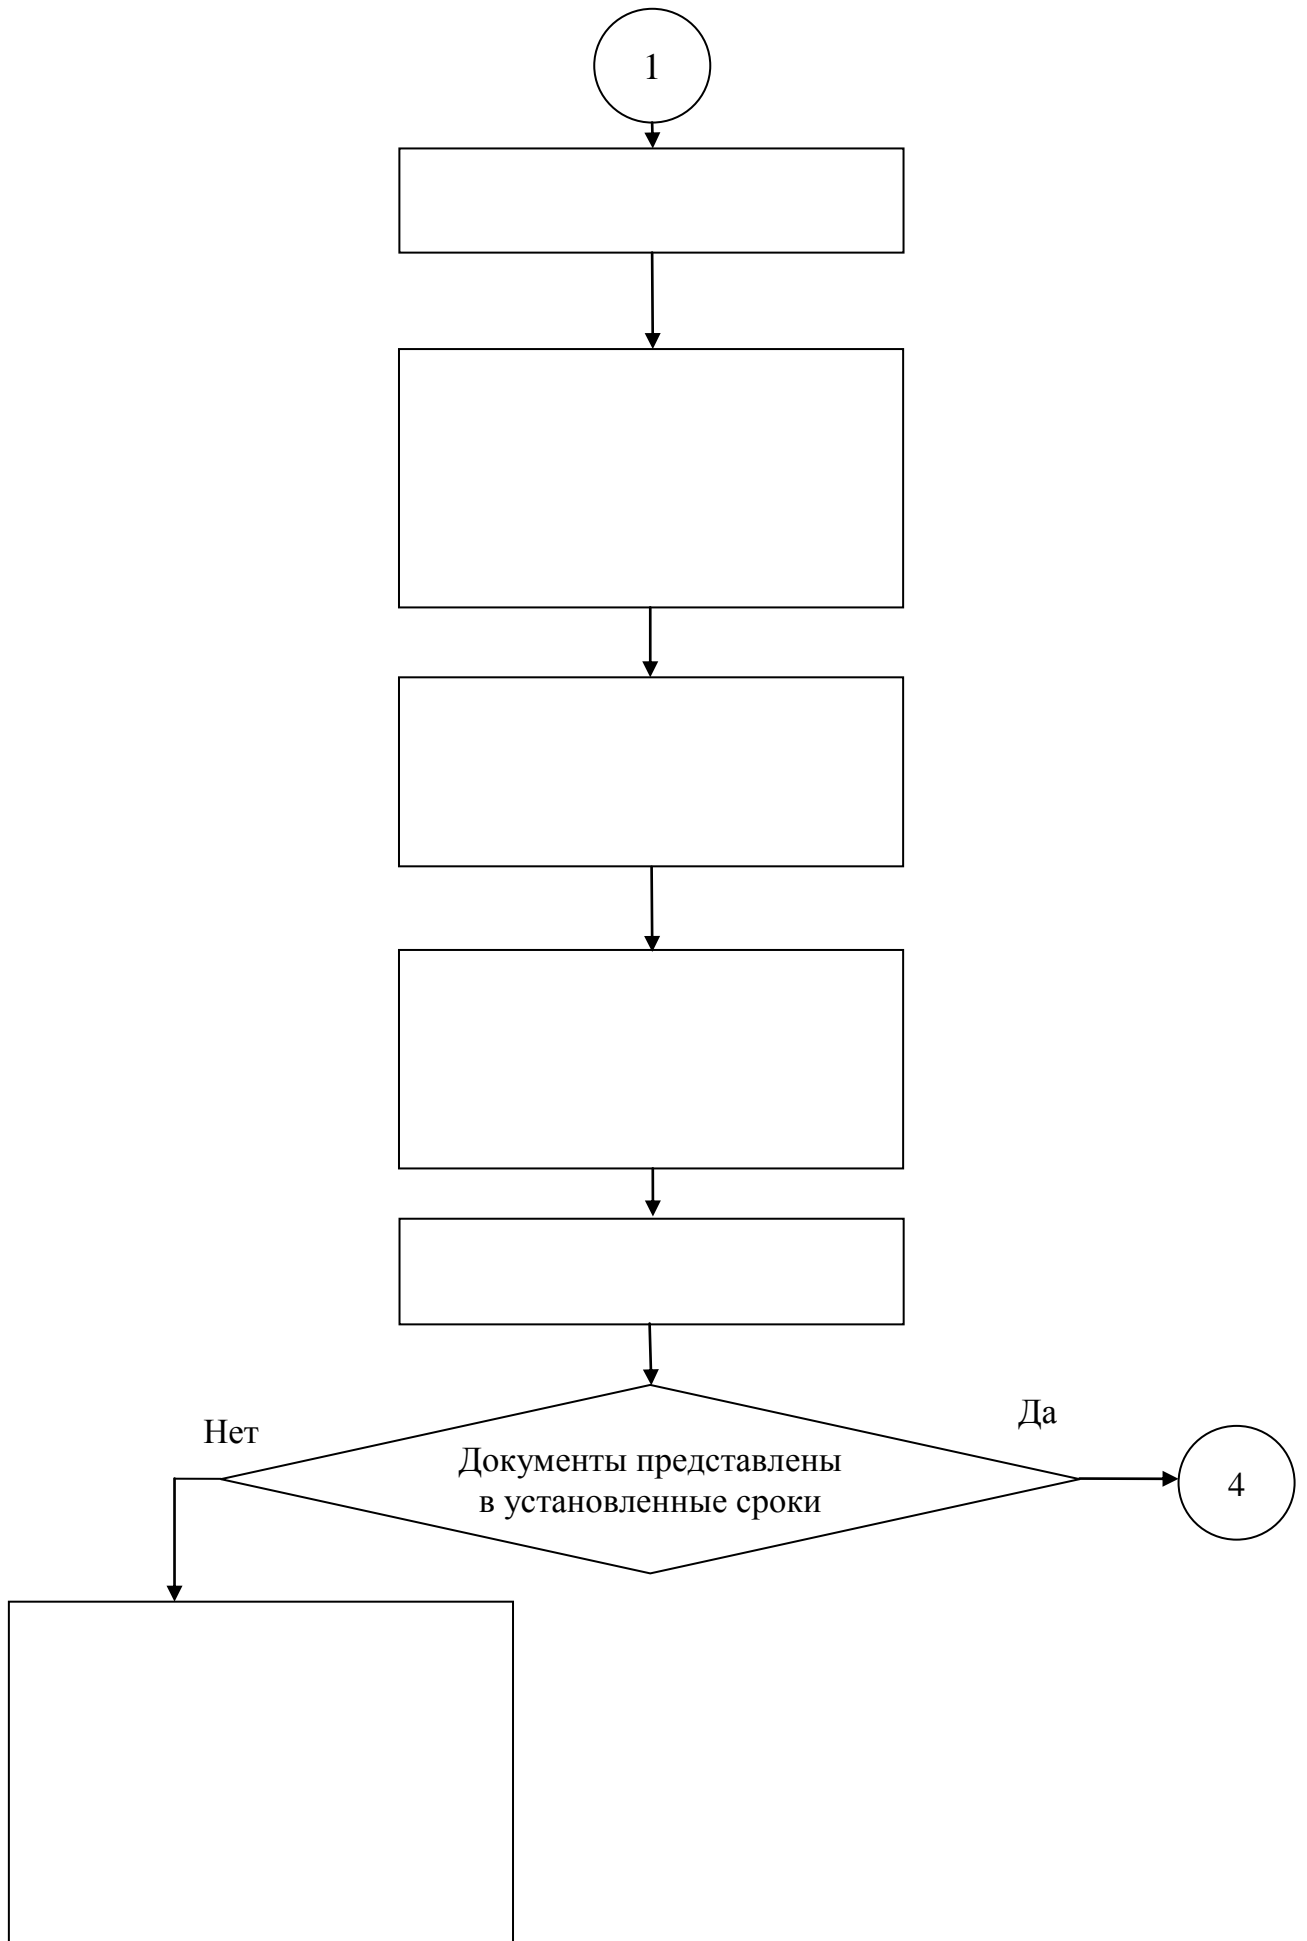 1
Да
Нет
Документы представлены
в установленные сроки
4